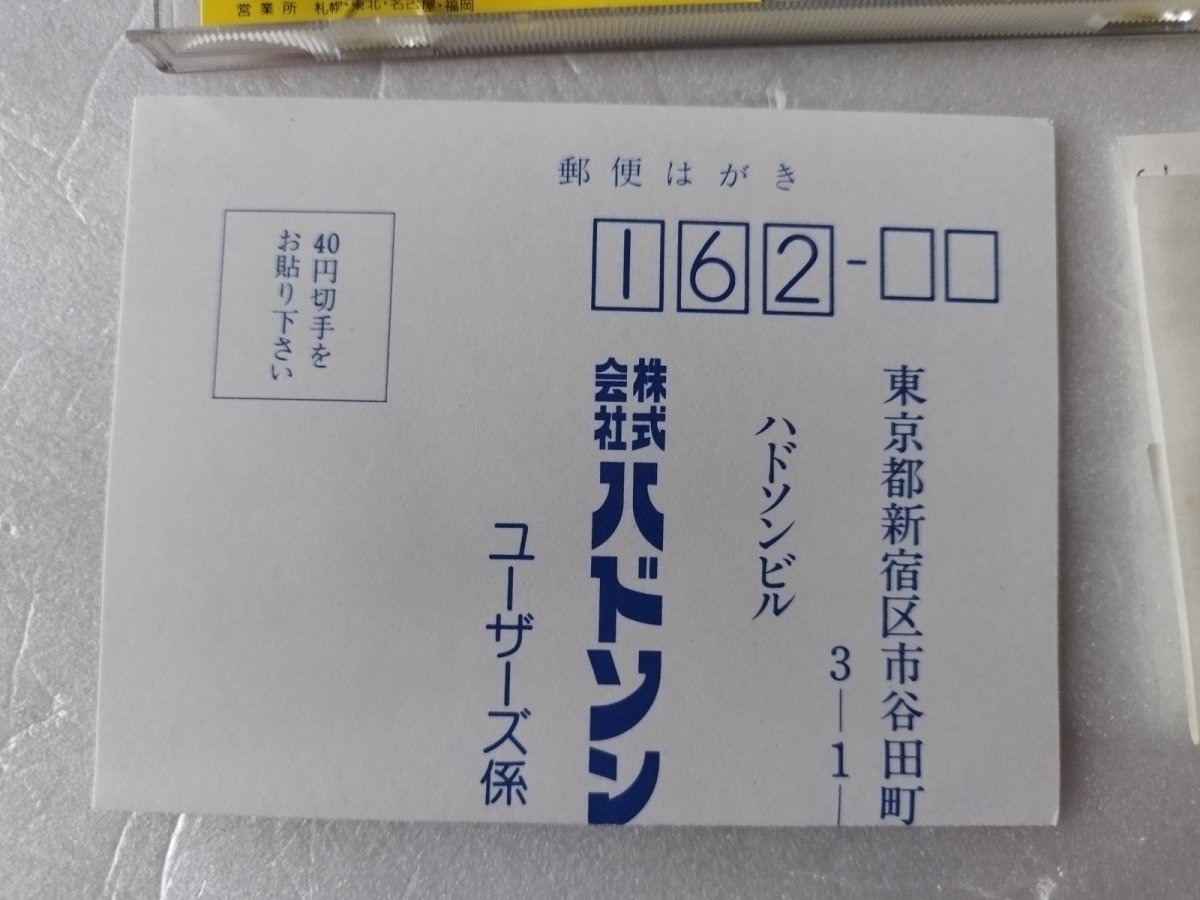 営業所 札幌・東北・名古屋・福岡
郵便はがき
162-
東京都新宿区市谷田町
3―1―
ハドソンビル
株式会社ハドソン
ユーザーズ係
40円切手を
お貼り下さい